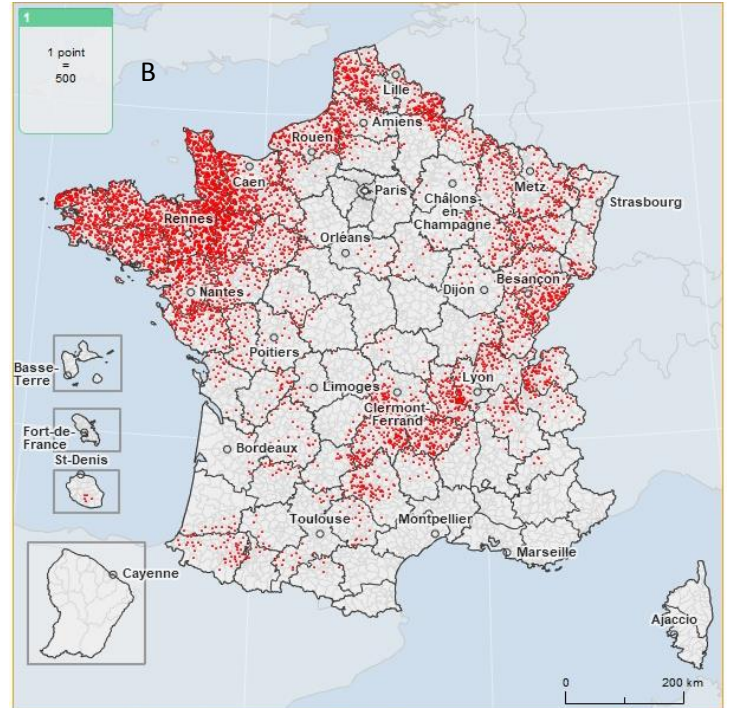 1
1 point
=
500
B
Lille
Amiens
Rouen
Caen
Metz
Paris
Châlons-
en-
Champagne
Strasbourg
Rennes
Orléans
Besançon
Dijon
Nantes
Poitiers
Basse-
Terre
Limoges
Lyon
Clermont-
Ferrand
Fort-de-
France
Bordeaux
St-Denis
Toulouse
Montpellier
Marseille
Cayenne
Ajaccio
0 200 km